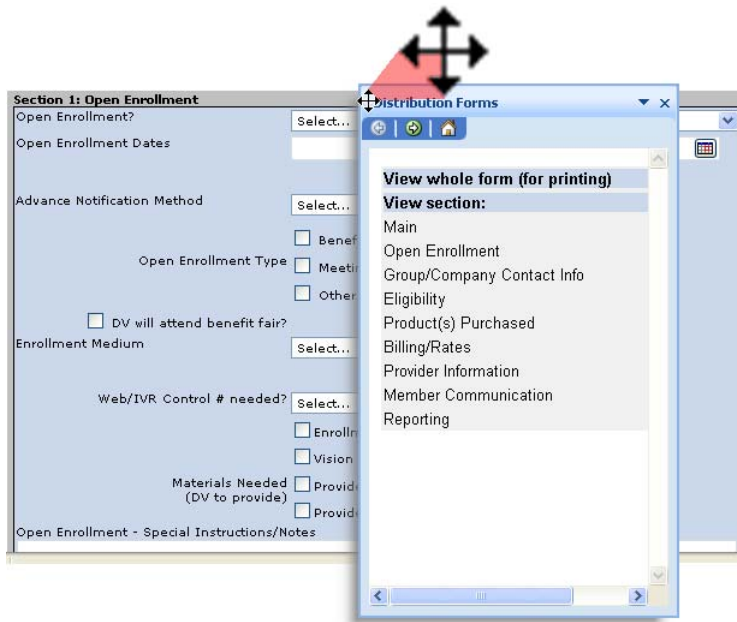 Section 1: Open Enrollment
Open Enrollment?
Select...
Open Enrollment Dates
Advance Notification Method
Select...
Open Enrollment Type
Other
DV will attend benefit fair?
Enrollment Medium
Select...
Web/IVR Control # needed?
Select...
Vision
Materials Needed
(DV to provide)
Open Enrollment - Special Instructions/Notes
Distribution Forms
View whole form (for printing)
View section:
Main
Open Enrollment
Group/Company Contact Info
Eligibility
Product(s) Purchased
Billing/Rates
Provider Information
Member Communication
Reporting